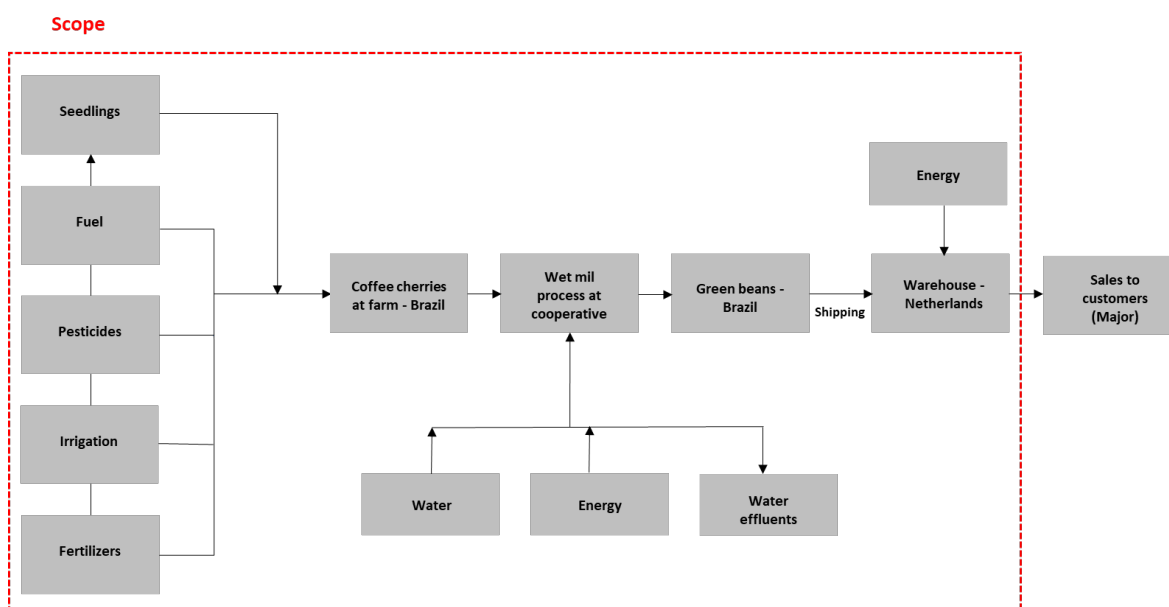 Scope
Seedlings
Fuel
Pesticides
Irrigation
Fertilizers
Coffee cherries
at farm - Brazil
Wet mil
process at
cooperative
Green beans -
Brazil
Shipping
Energy
Warehouse -
Netherlands
Sales to
customers
(Major)
Water
Energy
Water
effluents